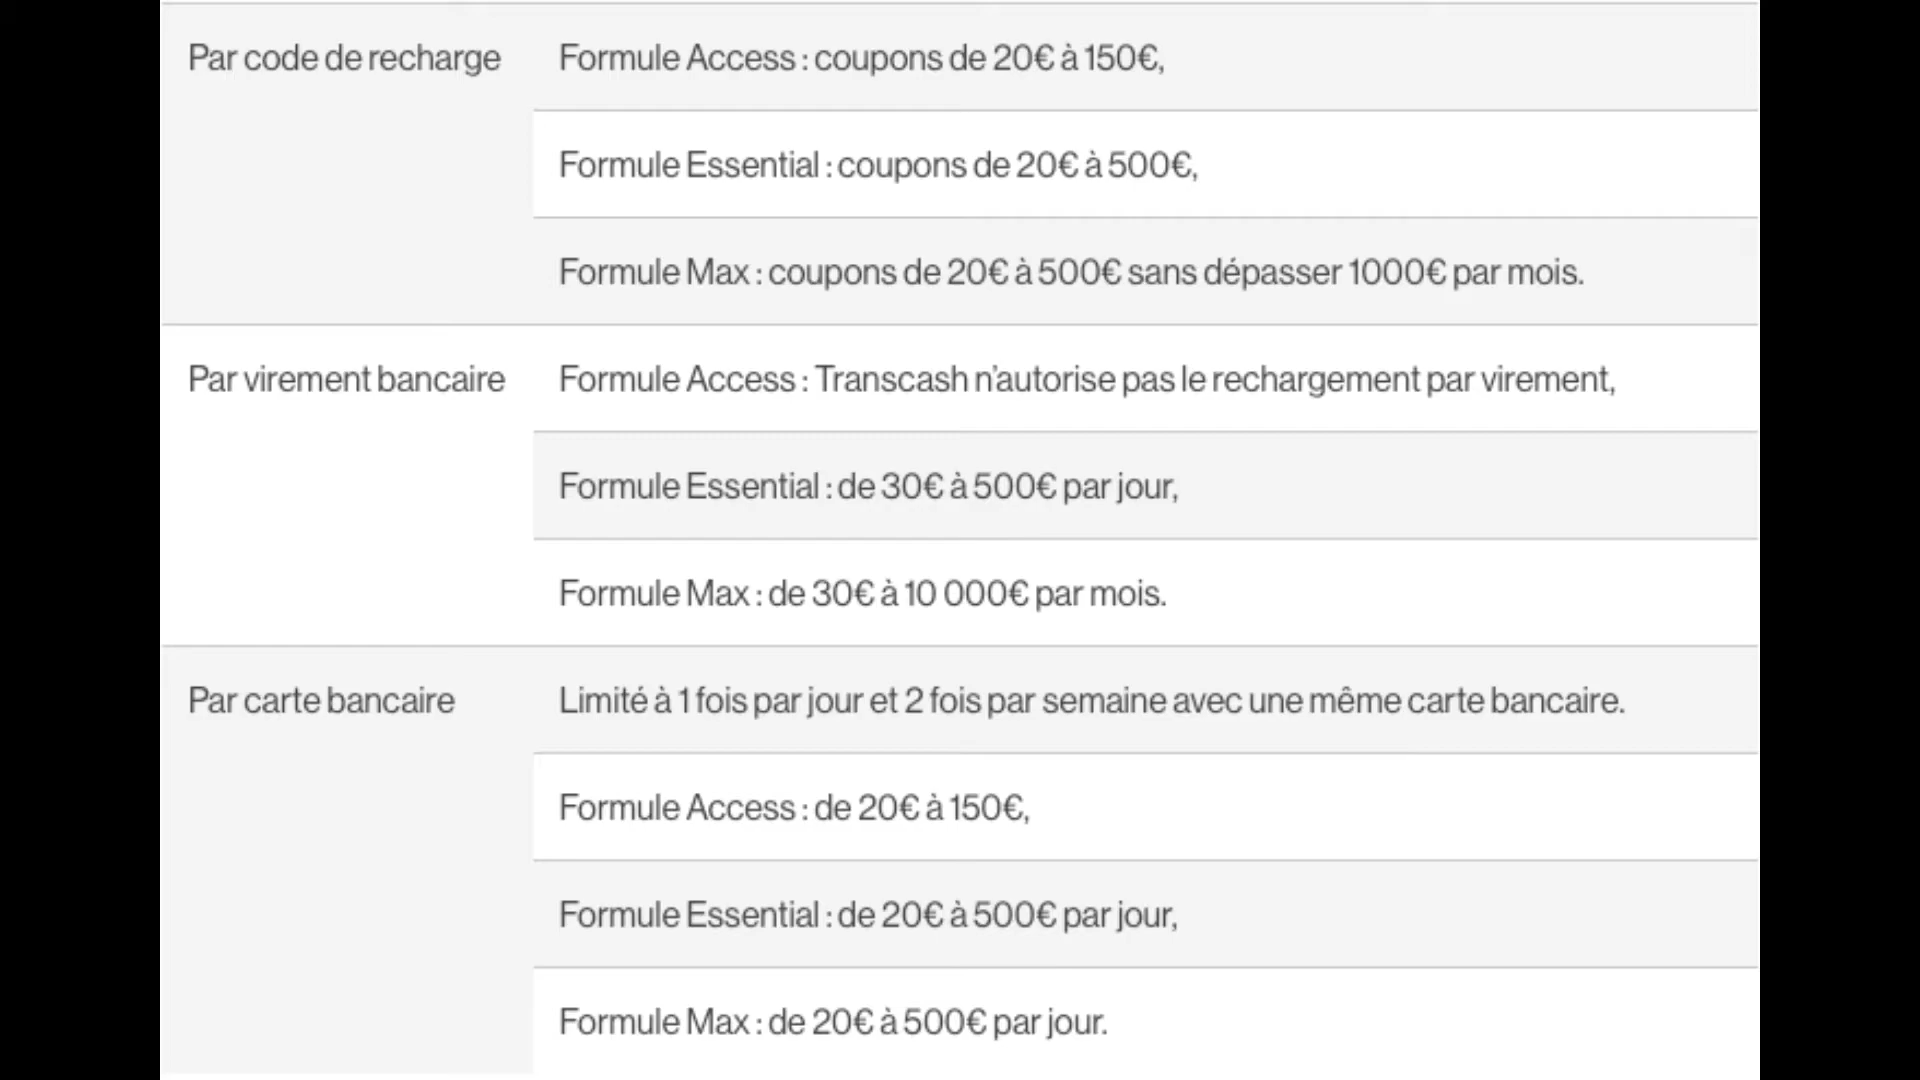 Par code de recharge
Formule Access : coupons de 20€ à 150€,
Formule Essential : coupons de 20€ à 500€,
Formule Max : coupons de 20€ à 500€ sans dépasser 1000€ par mois.
Par virement bancaire
Formule Access : Transcash n'autorise pas le rechargement par virement,
Formule Essential : de 30€ à 500€ par jour,
Formule Max : de 30€ à 10 000€ par mois.
Par carte bancaire
Limité à 1 fois par jour et 2 fois par semaine avec une même carte bancaire.
Formule Access : de 20€ à 150€,
Formule Essential : de 20€ à 500€ par jour,
Formule Max : de 20€ à 500€ par jour.